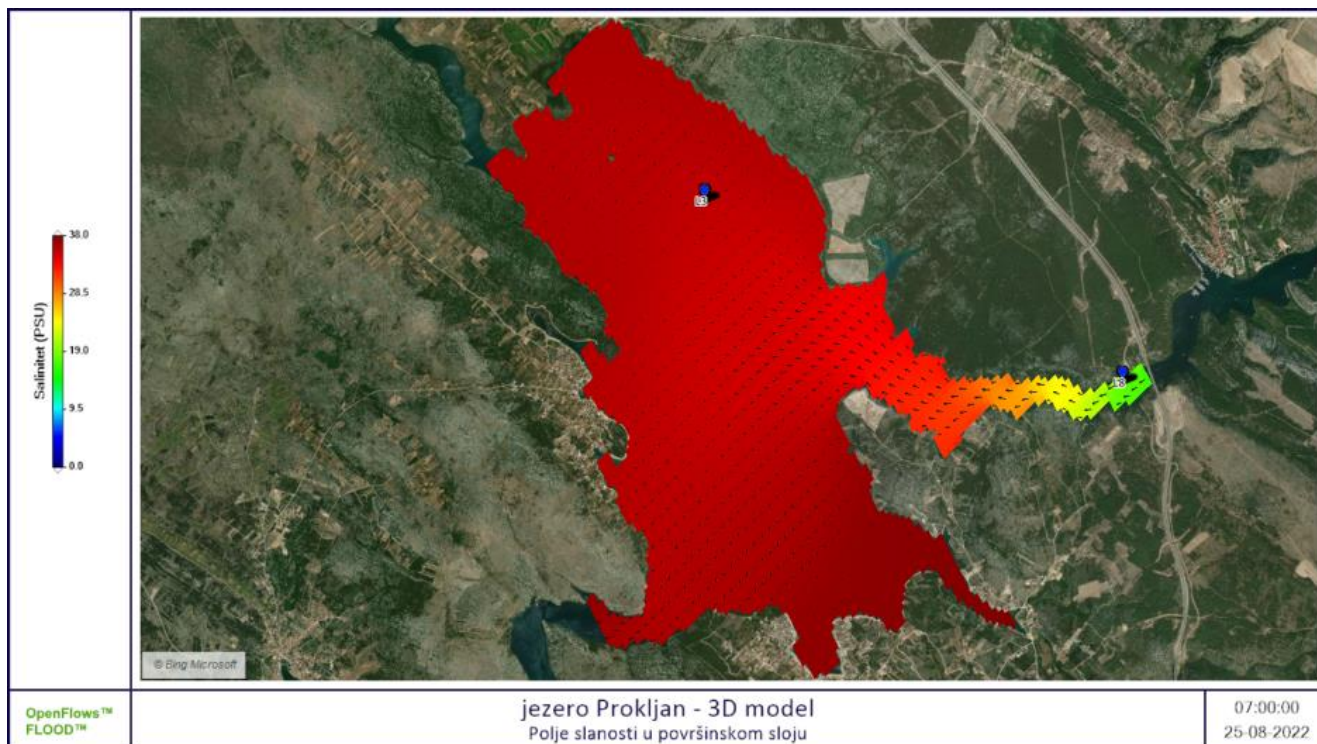 Salinitet (PSU)
38.0
28.5
19.0
9.5
0.0
© Bing Microsoft
OpenFlows™
FLOOD™
jezero Prokljan - 3D model
Polje slanosti u površinskom sloju
07:00:00
25-08-2022